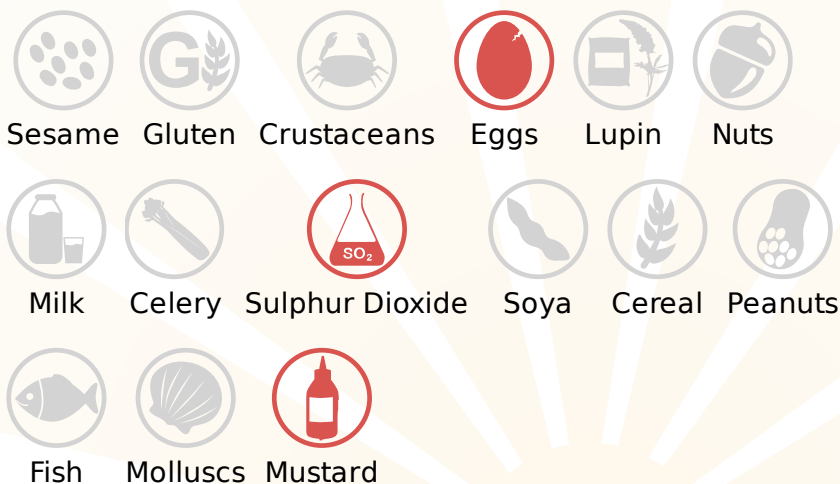 G
Sesame Gluten Crustaceans Eggs Lupin Nuts
SO₂
Milk Celery Sulphur Dioxide Soya Cereal Peanuts
Fish Molluscs Mustard